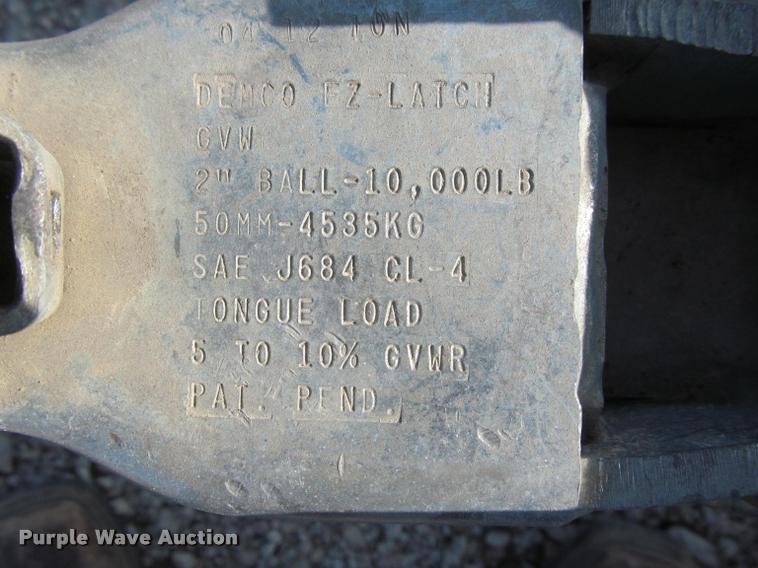 04 12 10N
DEMCO EZ-LATCH
GVW
2" BALL-10,000LB
50MM-4535KG
SAE J684 CL-4
TONGUE LOAD
5 TO 10% GVWR
PAT. PEND.
Purple Wave Auction